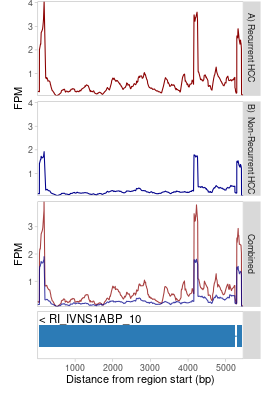 4
3
2
1
FPM
A) Recurrent HCC
4
3
2
1
B) Non-Recurrent HCC
3
2
1
FPM
Combined
< RI_IVNS1ABP_10
1000 2000 3000 4000 5000
Distance from region start (bp)